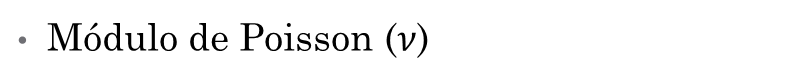 • Módulo de Poisson (ν)